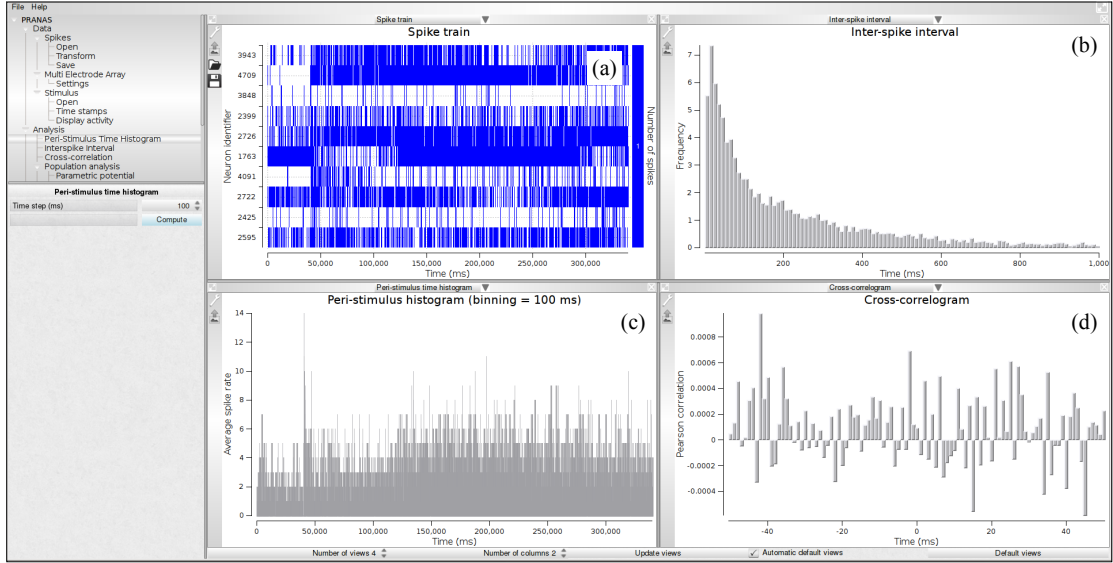 File Help
PRANAS
Data
Spikes
Open
Transform
Save
Multi Electrode Array
Settings
Stimulus
Open
Time stamps
Display activity
Analysis
Peri-Stimulus Time Histogram
Interspike Interval
Cross-correlation
Population analysis
Parametric potential
Peri-stimulus time histogram
Time step (ms) 100
Compute
Spike train
Spike train
(a)
Neuron identifier
3943
4709
3848
2399
2726
1763
4091
2722
2425
2595
0 50,000 100,000 150,000 200,000 250,000 300,000
Time (ms)
1
Number of spikes
Inter-spike interval
Inter-spike interval
(b)
Frequency
7
6
5
4
3
2
1
0
200 400 600 800 1,000
Time (ms)
Peri-stimulus time histogram
Peri-stimulus histogram (binning = 100 ms)
(c)
Average spike rate
14
12
10
8
6
4
2
0
0 50,000 100,000 150,000 200,000 250,000 300,000
Time (ms)
Cross-correlogram
Cross-correlogram
(d)
Pearson correlation
0.0008
0.0006
0.0004
0.0002
0
-0.0002
-0.0004
-40 -20 0 20 40
Time (ms)
Number of views 4 Number of columns 2 Update views Automatic default views Default views